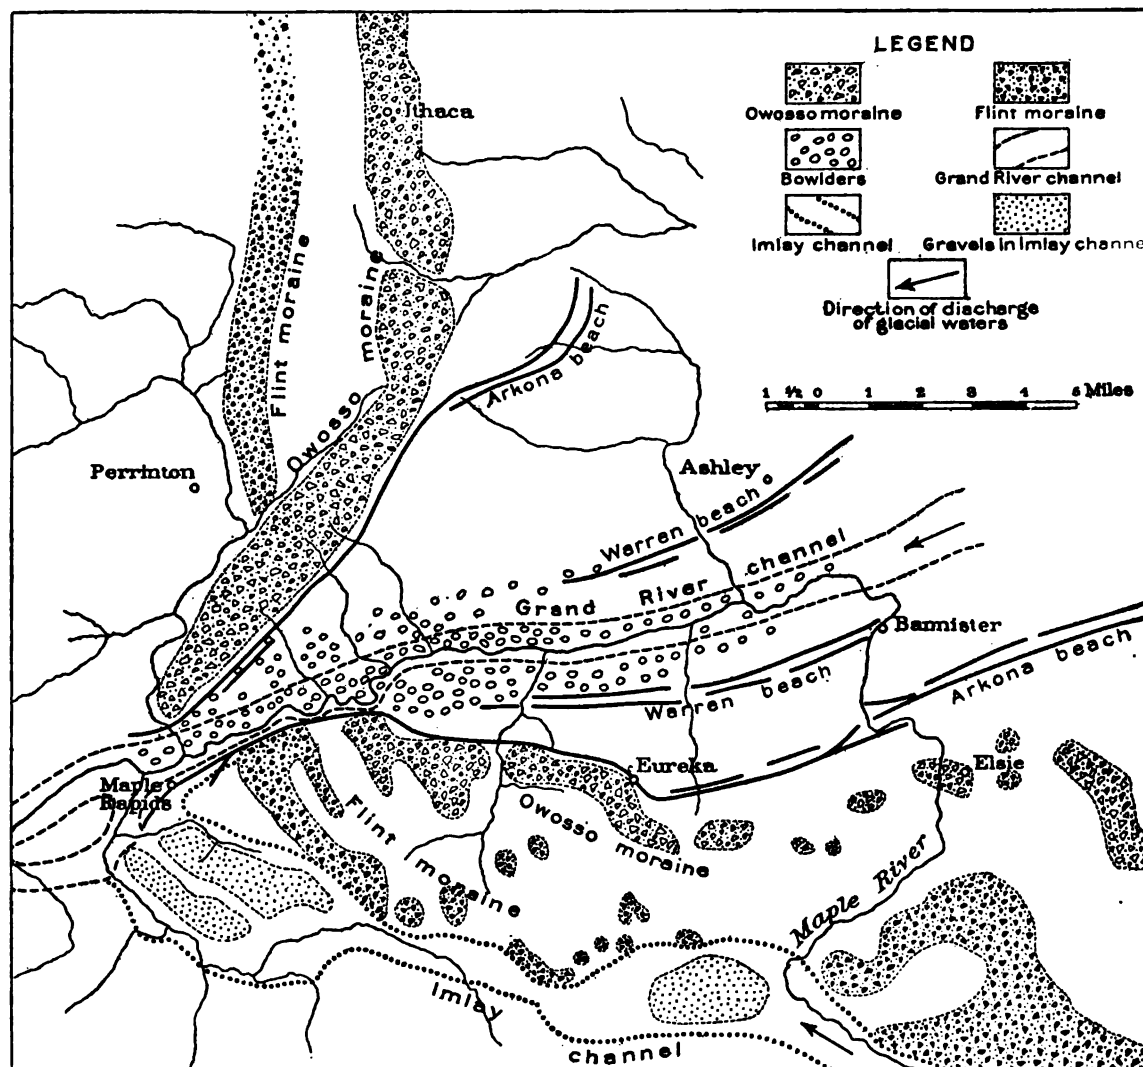 LEGEND
Owosso moraine
Flint moraine
Bowlders
Grand River channel
Imlay channel
Gravels in Imlay channe
Direction of discharge
of glacial waters
1 ½ 0 1 2 3 4 5 Miles
Ithaca
Flint moraine
Owosso moraine
Arkona beach
Perrinton
Ashley
Warren beach
Grand River channel
Bannister
Warren beach
Arkona beach
Eureka
Elsie
Maple
Rapids
Flint moraine
Owosso moraine
Maple River
Imlay channel